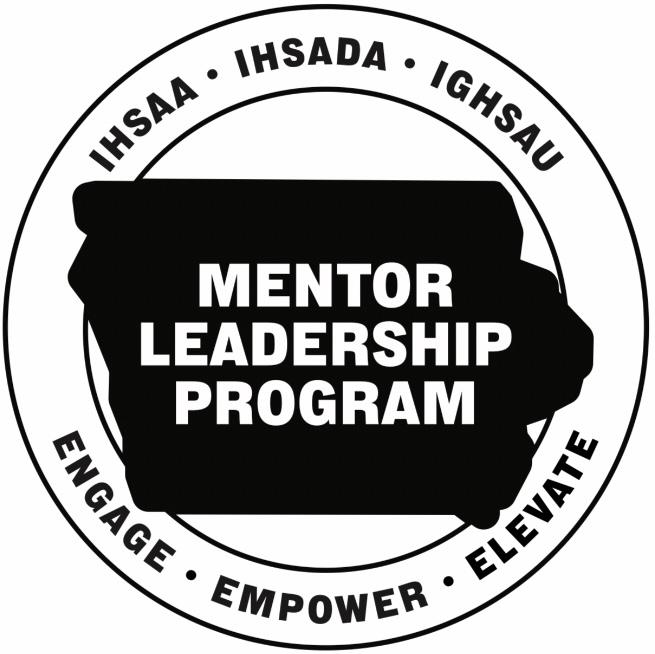 IHSAA • IHSADA • IGHSAU
MENTOR
LEADERSHIP
PROGRAM
ENGAGE • EMPOWER • ELEVATE